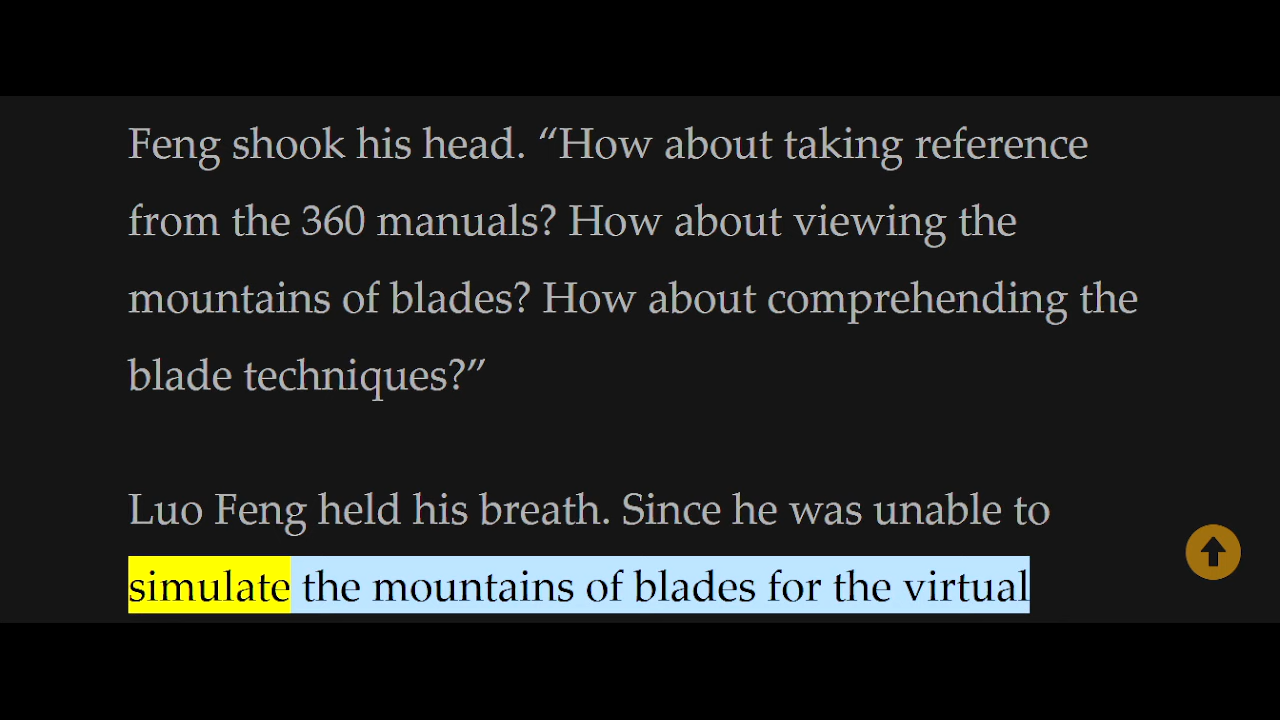 Feng shook his head. “How about taking reference
from the 360 manuals? How about viewing the
mountains of blades? How about comprehending the
blade techniques?”
Luo Feng held his breath. Since he was unable to
simulate the mountains of blades for the virtual